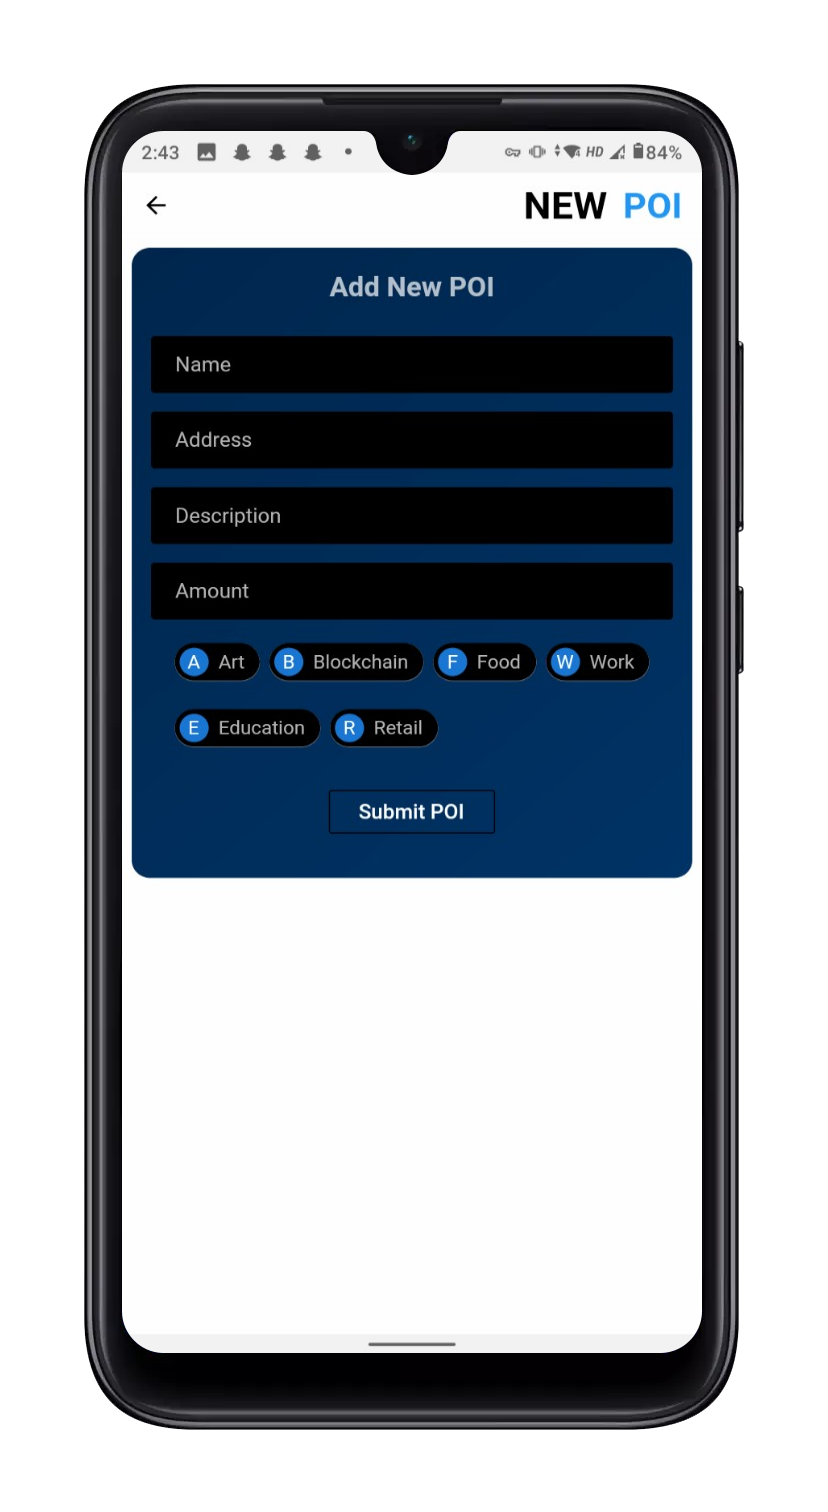 2:43 HD 84%
NEW POI
Add New POI
Name
Address
Description
Amount
A Art B Blockchain F Food W Work
E Education R Retail
Submit POI